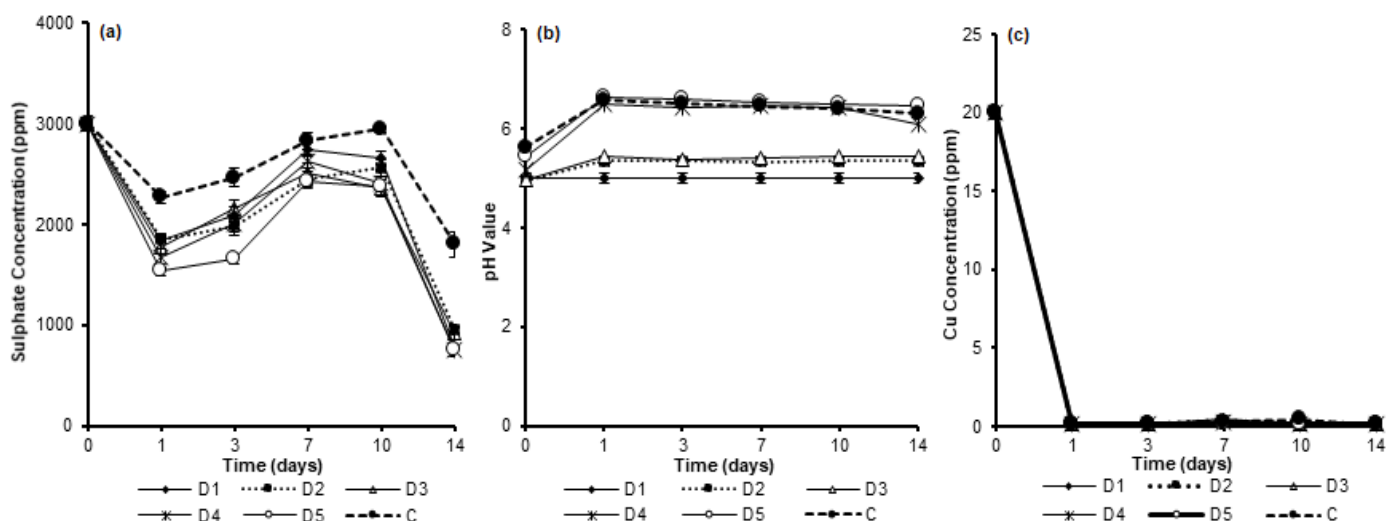 (a)
Sulphate Concentration (ppm)
4000
3000
2000
1000
0
0 1 3 7 10 14
Time (days)
D1 D2 D3
D4 D5 C
(b)
pH Value
8
6
4
2
0
0 1 3 7 10 14
Time (days)
D1 D2 D3
D4 D5 C
(c)
Cu Concentration (ppm)
25
20
15
10
5
0
0 1 3 7 10 14
Time (days)
D1 D2 D3
D4 D5 C